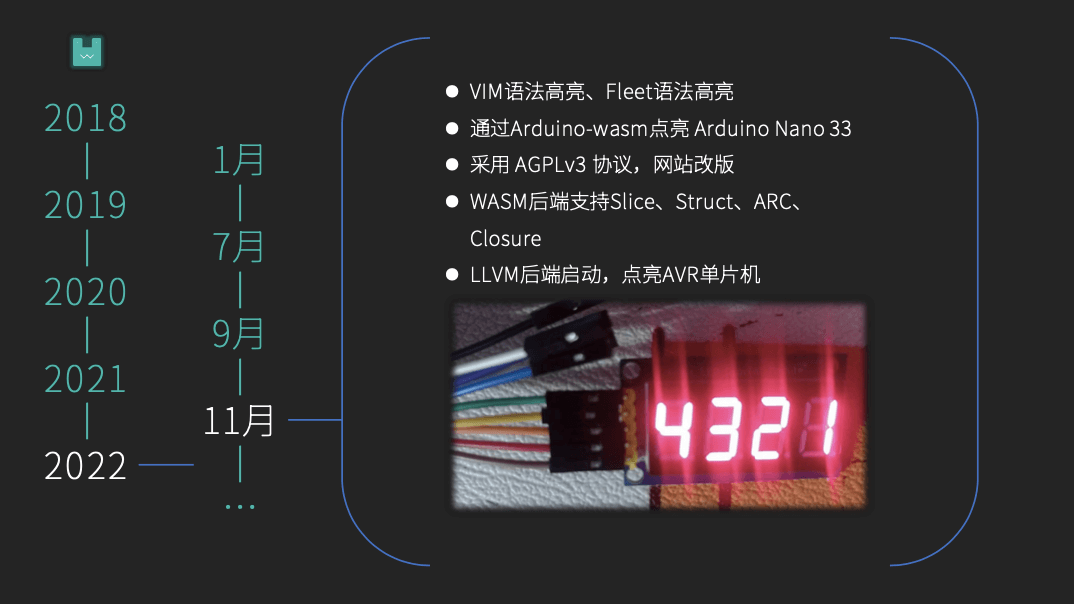 2018
2019
2020
2021
2022
1月
7月
9月
11月
...
VIM语法高亮、Fleet语法高亮
通过Arduino-wasm点亮 Arduino Nano 33
采用 AGPLv3 协议，网站改版
WASM后端支持Slice、Struct、ARC、
Closure
LLVM后端启动，点亮AVR单片机
4321